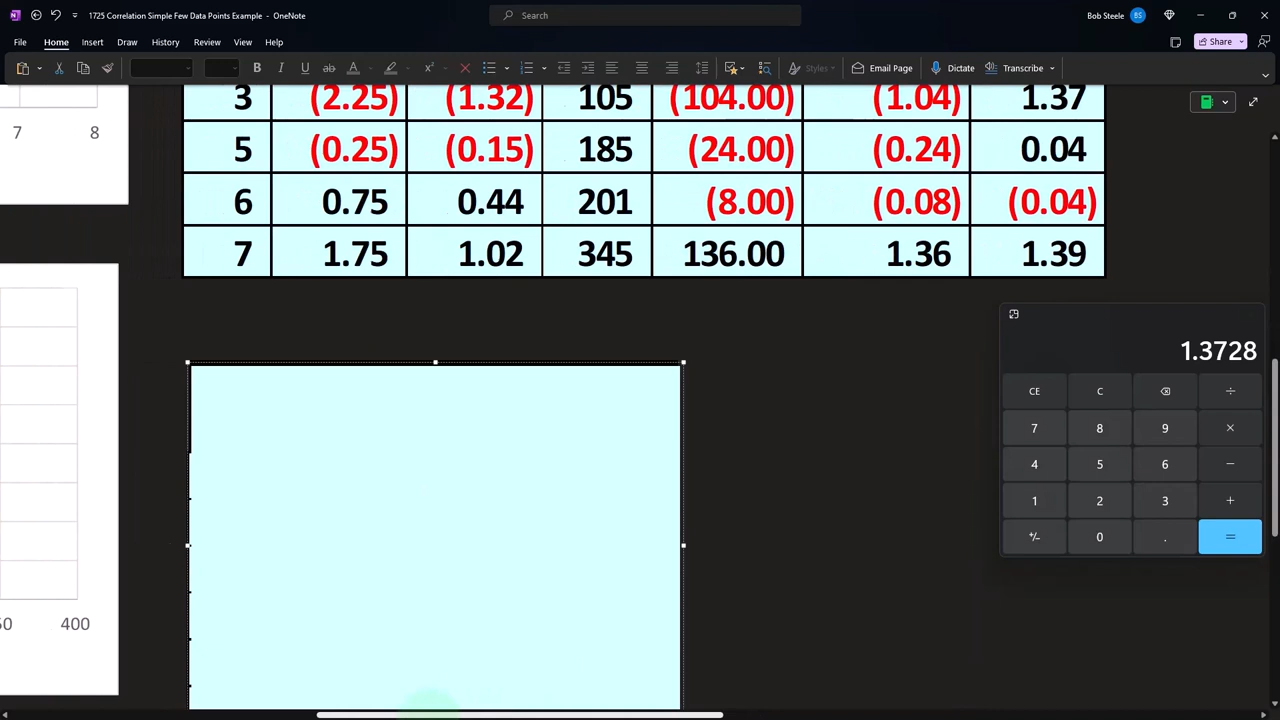 1725 Correlation Simple Few Data Points Example - OneNote
Search
Bob Steele
BS
File
Home
Insert
Draw
History
Review
View
Help
Share
Styles
Email Page
Dictate
Transcribe
3 (2.25) (1.32) 105 (104.00) (1.04) 1.37
5 (0.25) (0.15) 185 (24.00) (0.24) 0.04
6 0.75 0.44 201 (8.00) (0.08) (0.04)
7 1.75 1.02 345 136.00 1.36 1.39
7 8
400
1.3728
CE C ÷
7 8 9 ×
4 5 6 −
1 2 3 +
+/− 0 . =